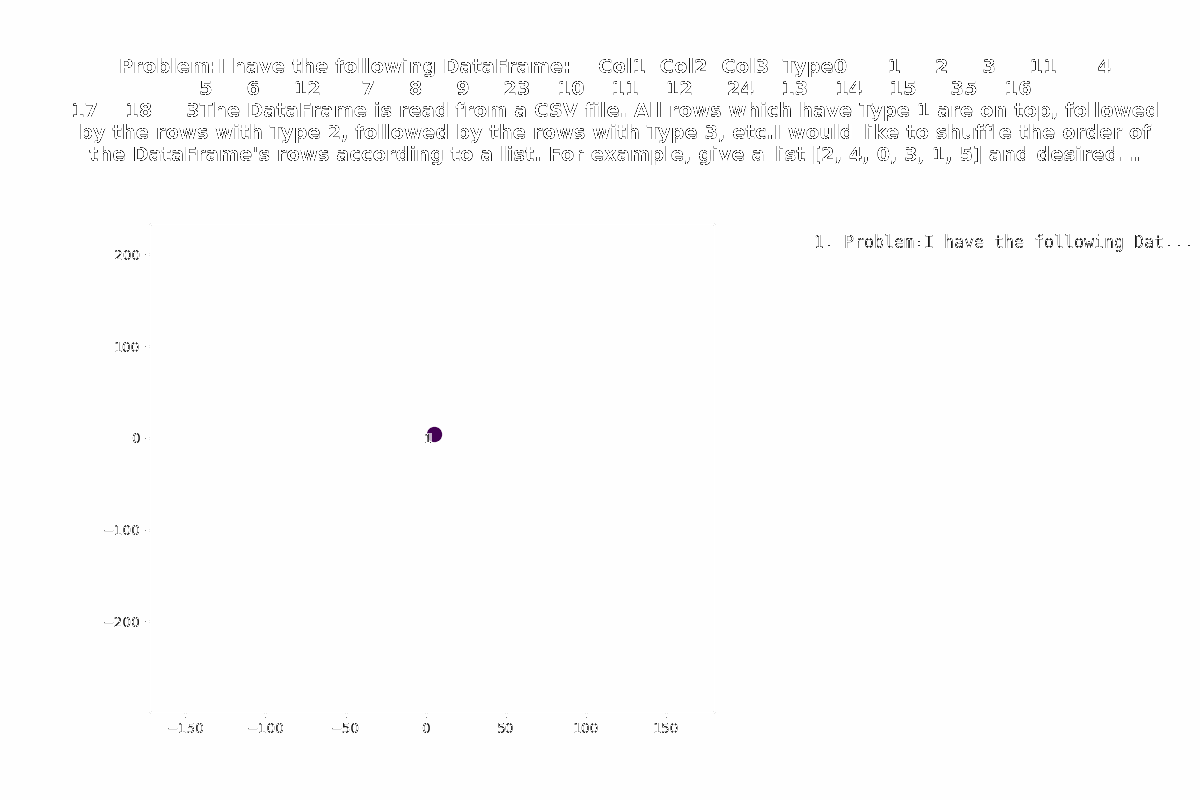 Problem:I have the following DataFrame:    Col1  Col2  Col3  Type0      1      2      3      11      4
5      6      12      7      8      9      23      10      11      12      24      13      14      15      35      16
17      18      3The DataFrame is read from a CSV file. All rows which have Type 1 are on top, followed
by the rows with Type 2, followed by the rows with Type 3, etc.I would like to shuffle the order of
the DataFrame's rows according to a list. For example, give a list [2, 4, 0, 3, 1, 5] and desired...
1. Problem:I have the following Dat...
200
100
0
1
−100
−200
−150 −100 −50 0 50 100 150